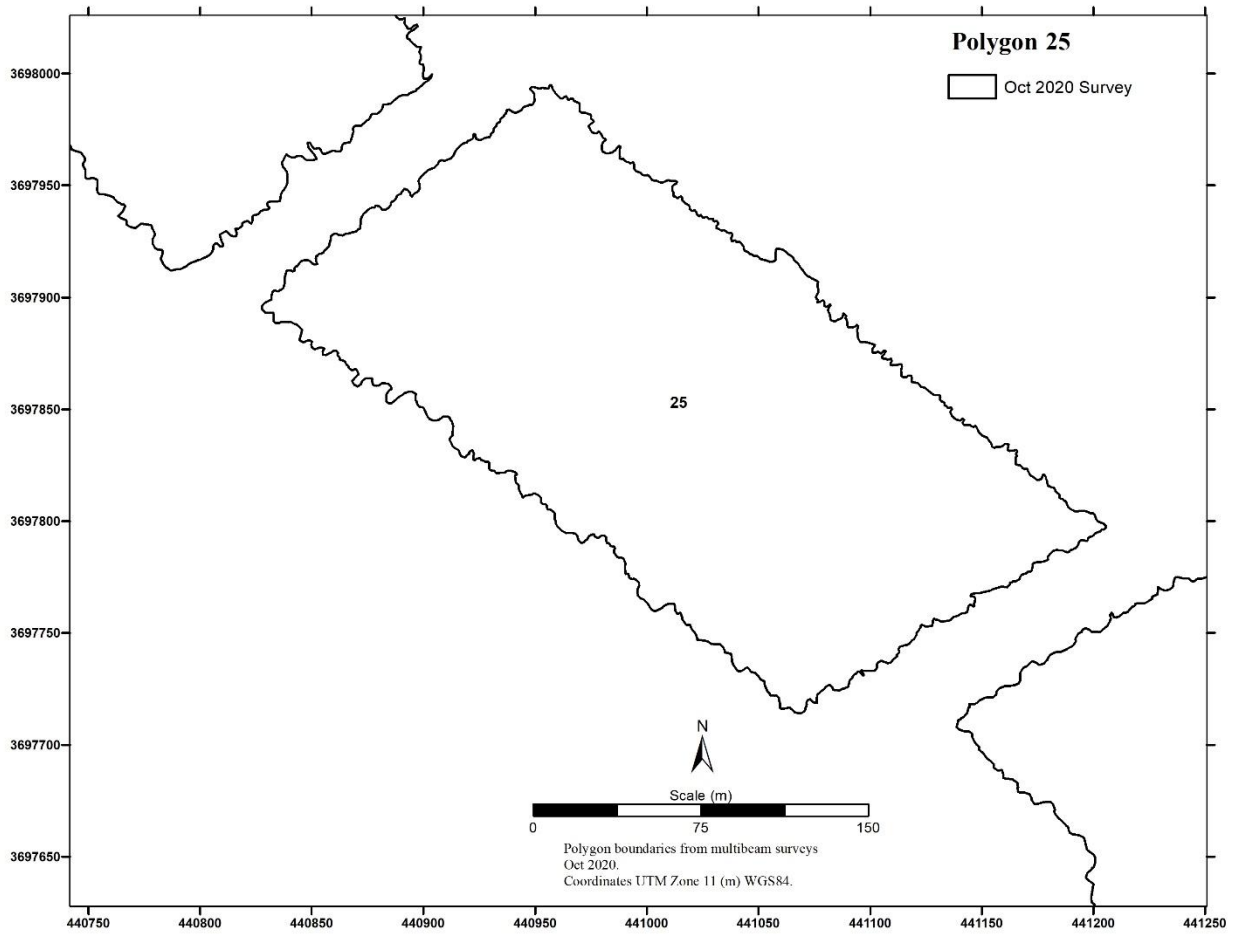 Polygon 25
Oct 2020 Survey
3698000
3697950
3697900
3697850
3697800
3697750
3697700
3697650
25
N
Scale (m)
0 75 150
Polygon boundaries from multibeam surveys
Oct 2020.
Coordinates UTM Zone 11 (m) WGS84.
440750 440800 440850 440900 440950 441000 441050 441100 441150 441200 441250